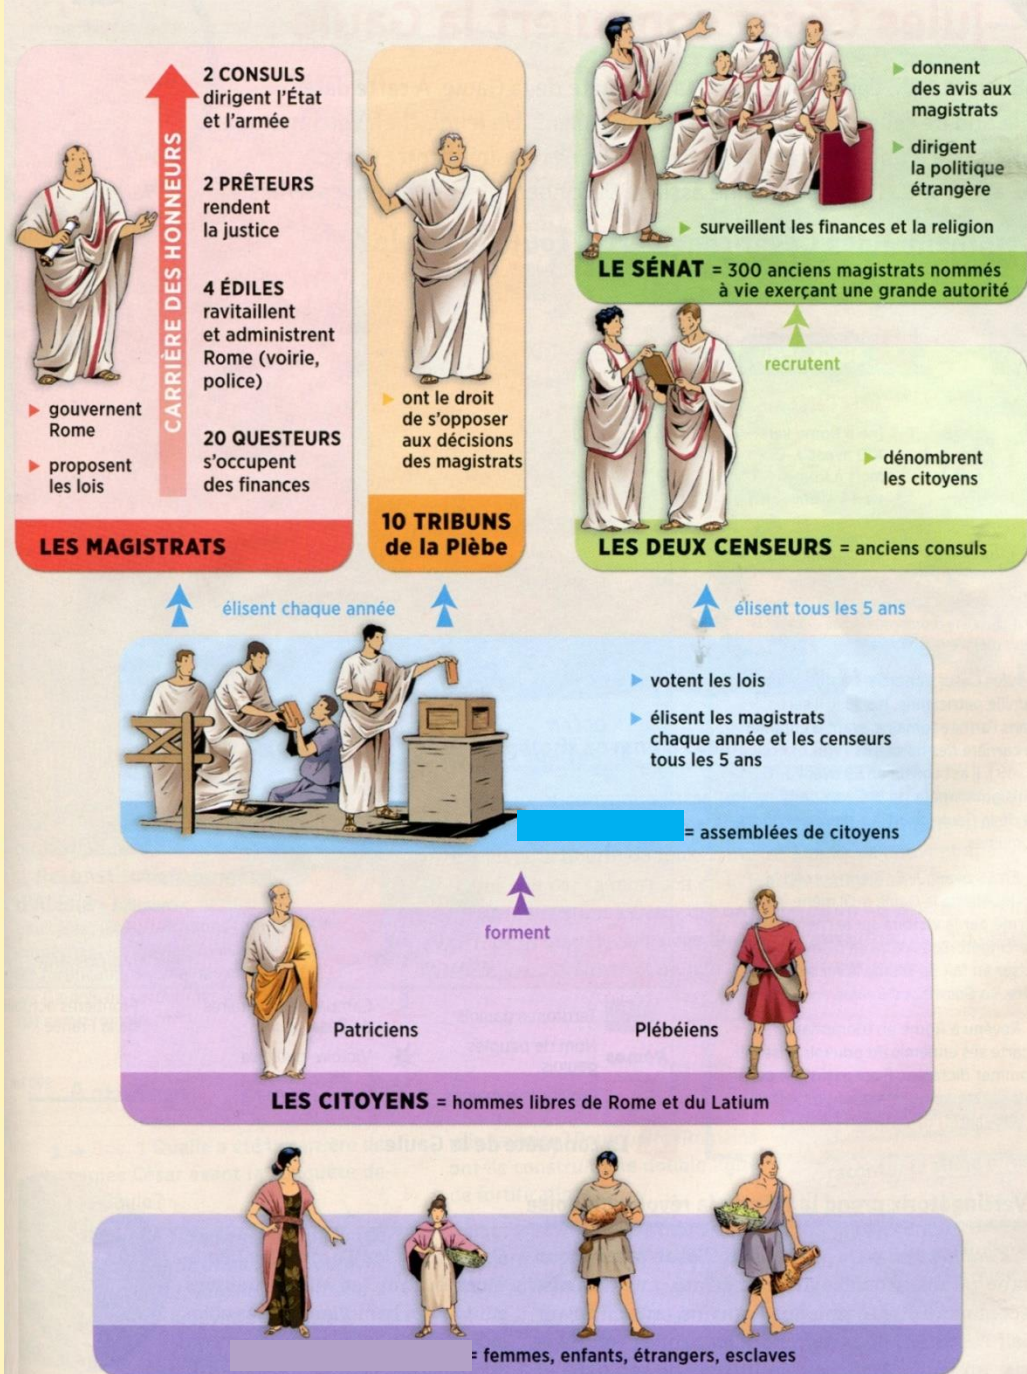 2 CONSULS
dirigent l'État
et l'armée
2 PRÊTEURS
rendent
la justice
4 ÉDILES
ravitaillent
et administrent
Rome (voirie,
police)
20 QUESTEURS
s'occupent
des finances
CARRIÈRE DES HONNEURS
gouvernent
Rome
proposent
les lois
LES MAGISTRATS
ont le droit
de s'opposer
aux décisions
des magistrats
10 TRIBUNS
de la Plèbe
donnent
des avis aux
magistrats
dirigent
la politique
étrangère
surveillent les finances et la religion
LE SÉNAT = 300 anciens magistrats nommés
à vie exerçant une grande autorité
recrutent
dénombrent
les citoyens
LES DEUX CENSEURS = anciens consuls
élisent chaque année
élisent tous les 5 ans
votent les lois
élisent les magistrats
chaque année et les censeurs
tous les 5 ans
= assemblées de citoyens
forment
Patriciens
Plébéiens
LES CITOYENS = hommes libres de Rome et du Latium
= femmes, enfants, étrangers, esclaves